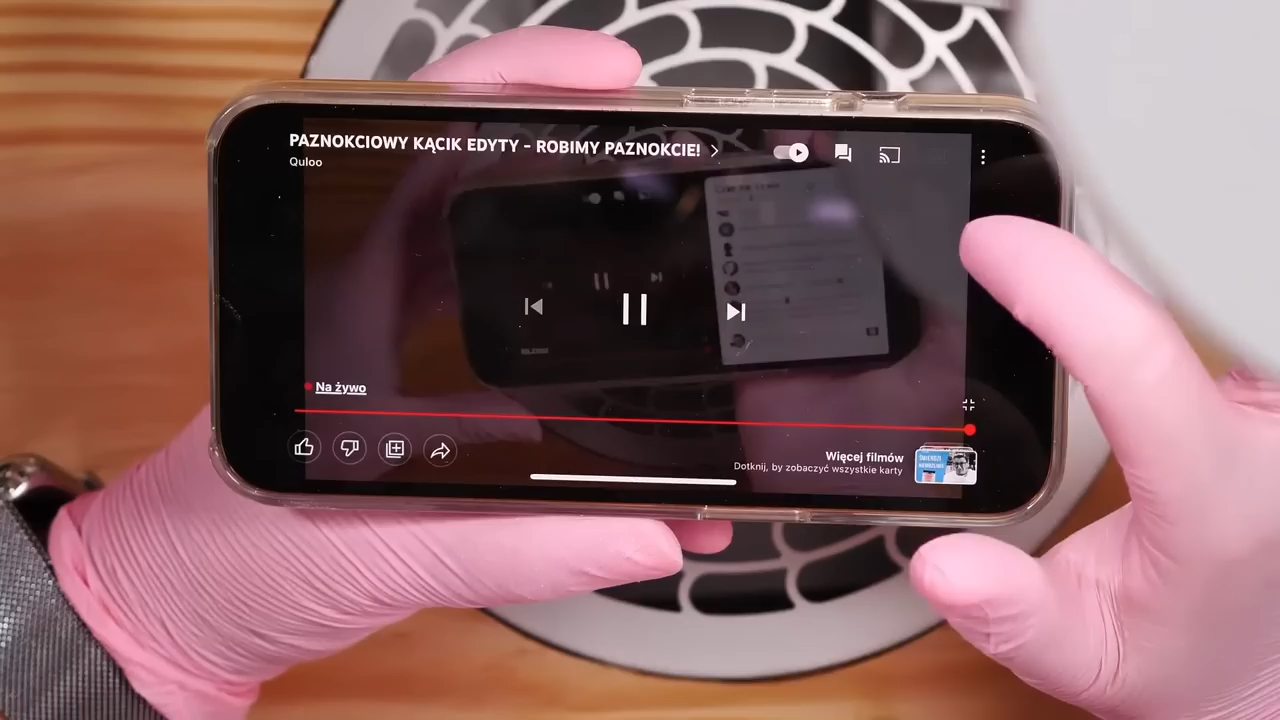 PAZNOKCIOWY KĄCIK EDYTY - ROBIMY PAZNOKCIE!
Quloo
Na żywo
Więcej filmów
Dotknij, by zobaczyć wszystkie karty